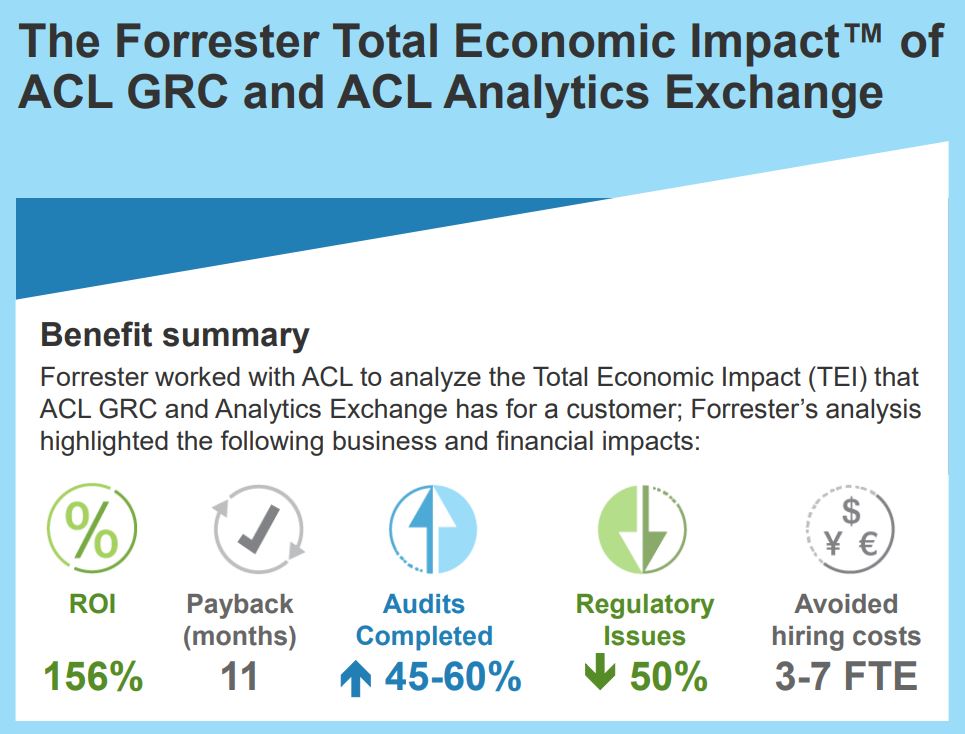 The Forrester Total Economic Impact™ of
ACL GRC and ACL Analytics Exchange
Benefit summary
Forrester worked with ACL to analyze the Total Economic Impact (TEI) that
ACL GRC and Analytics Exchange has for a customer; Forrester's analysis
highlighted the following business and financial impacts:
%
$
¥ €
ROI
156%
Payback
(months)
11
Audits
Completed
45-60%
Regulatory
Issues
50%
Avoided
hiring costs
3-7 FTE